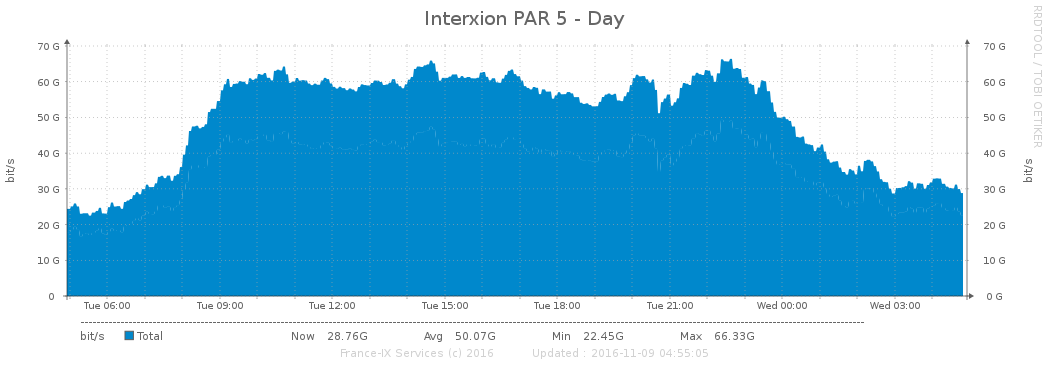 Interxion PAR 5 - Day
RRDTOOL / TOBI OETIKER
70 G 70 G
60 G 60 G
50 G 50 G
40 G 40 G
30 G 30 G
20 G 20 G
10 G 10 G
0 0 G
bit/s
bit/s
Tue 06:00 Tue 09:00 Tue 12:00 Tue 15:00 Tue 18:00 Tue 21:00 Wed 00:00 Wed 03:00
bit/s Total Now 28.76G Avg 50.07G Min 22.45G Max 66.33G
France-IX Services (c) 2016 Updated : 2016-11-09 04:55:05